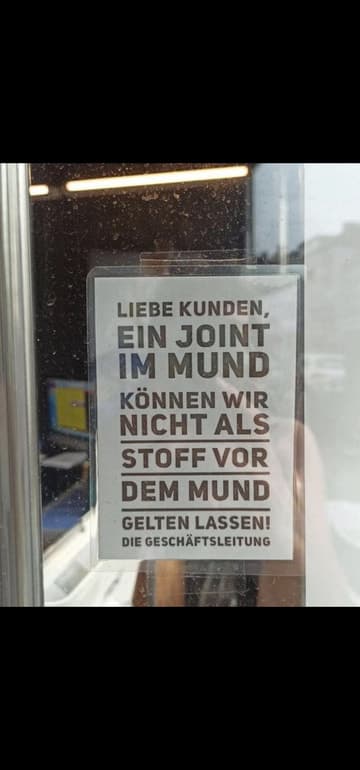 LIEBE KUNDEN,
EIN JOINT
IM MUND
KÖNNEN WIR
NICHT ALS
STOFF VOR
DEM MUND
GELTEN LASSEN!
DIE GESCHÄFTSLEITUNG